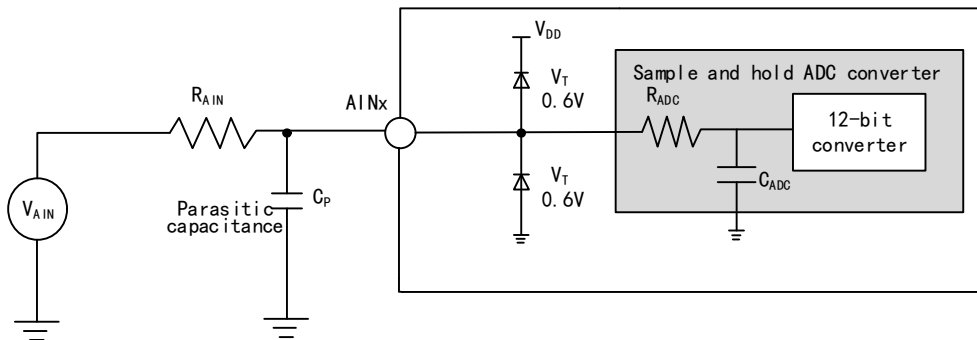 V_DD
Sample and hold ADC converter
R_AIN
AINx
V_T
0.6V
R_ADC
12-bit
converter
V_AIN
Parasitic
capacitance
C_P
V_T
0.6V
C_ADC